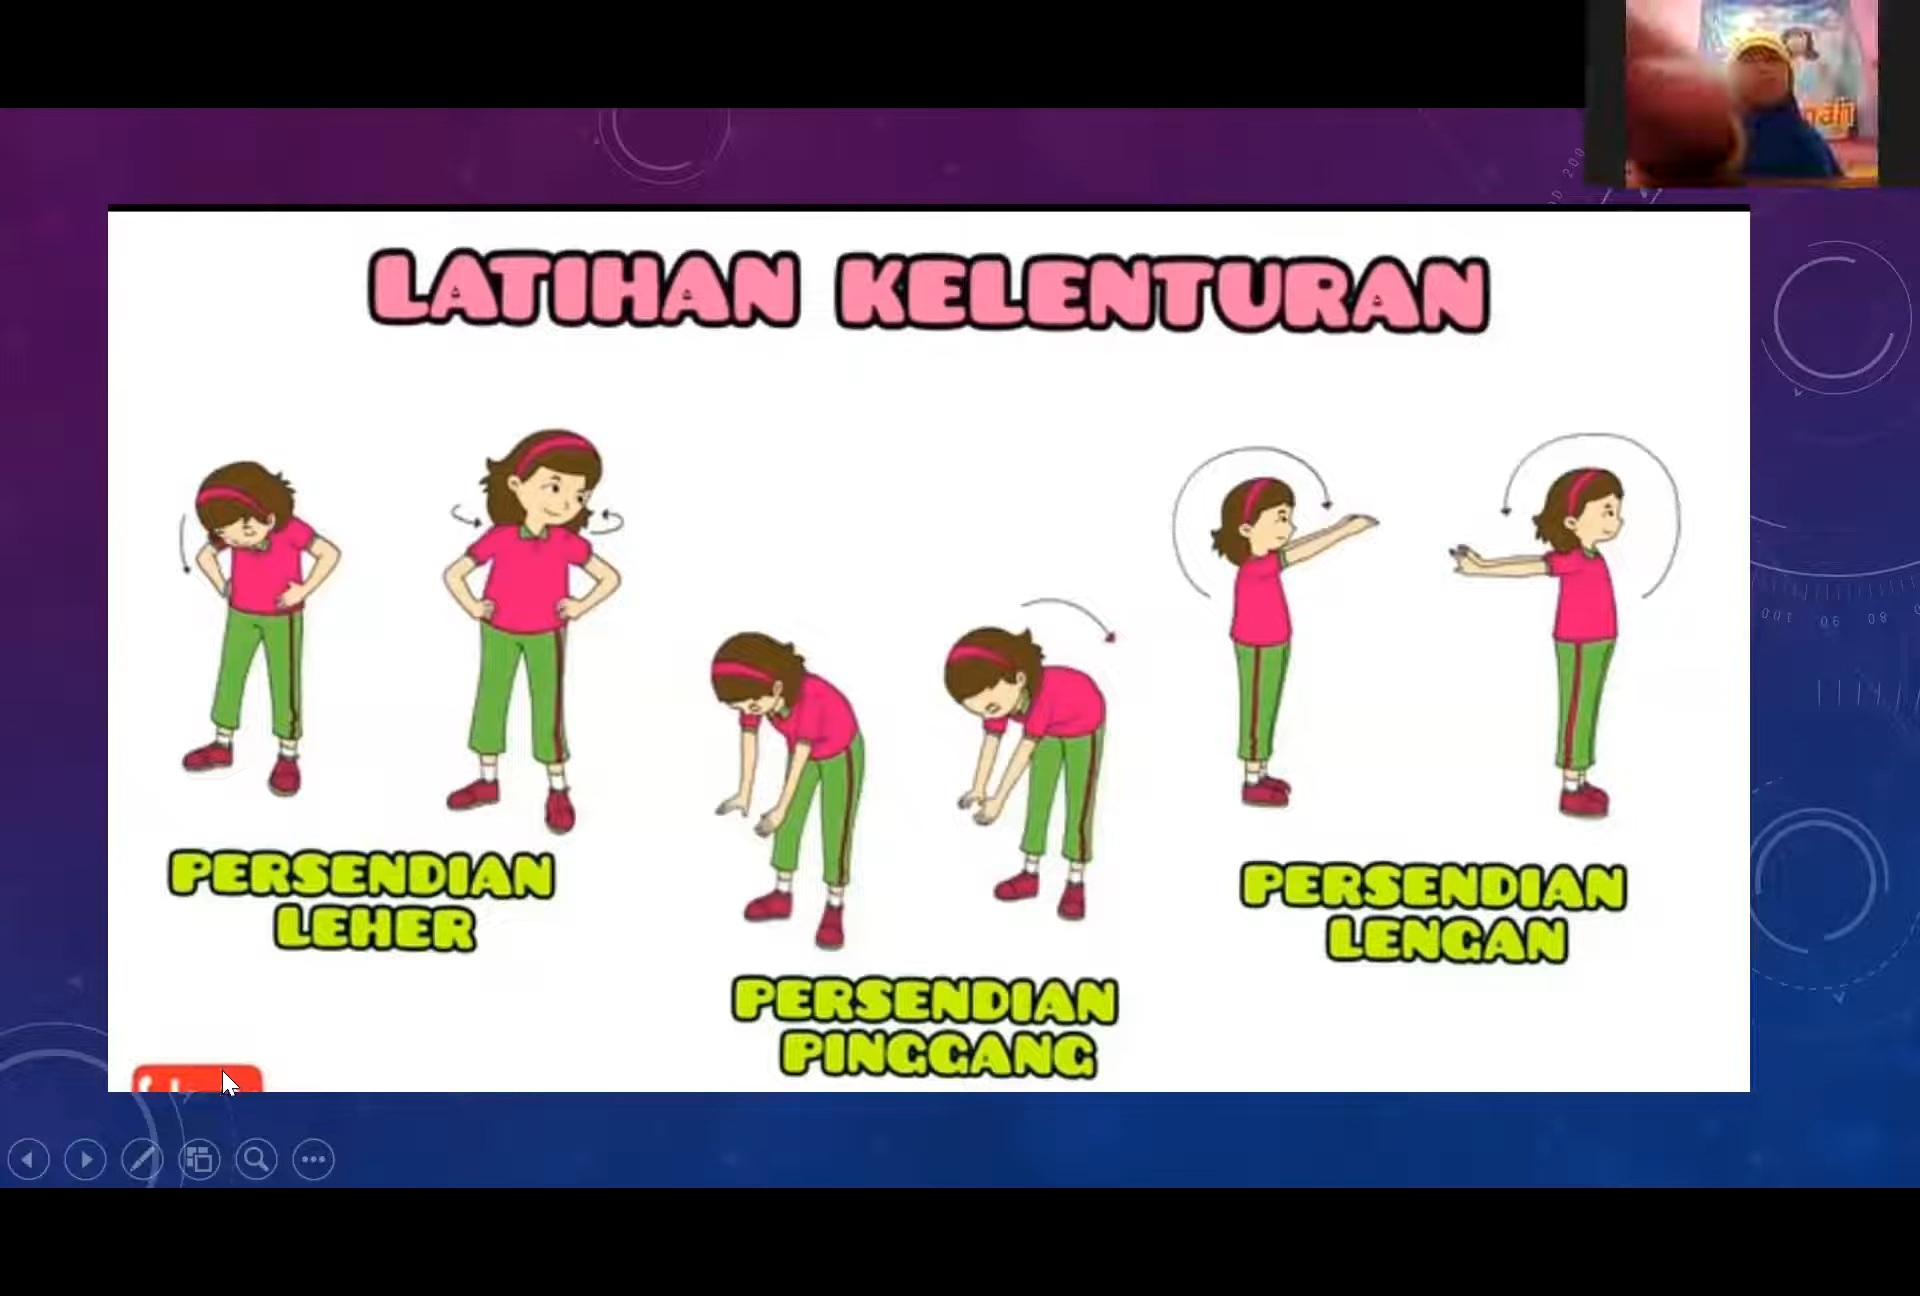 LATIHAN KELENTURAN
PERSENDIAN
LEHER
PERSENDIAN
PINGGANG
PERSENDIAN
LENGAN